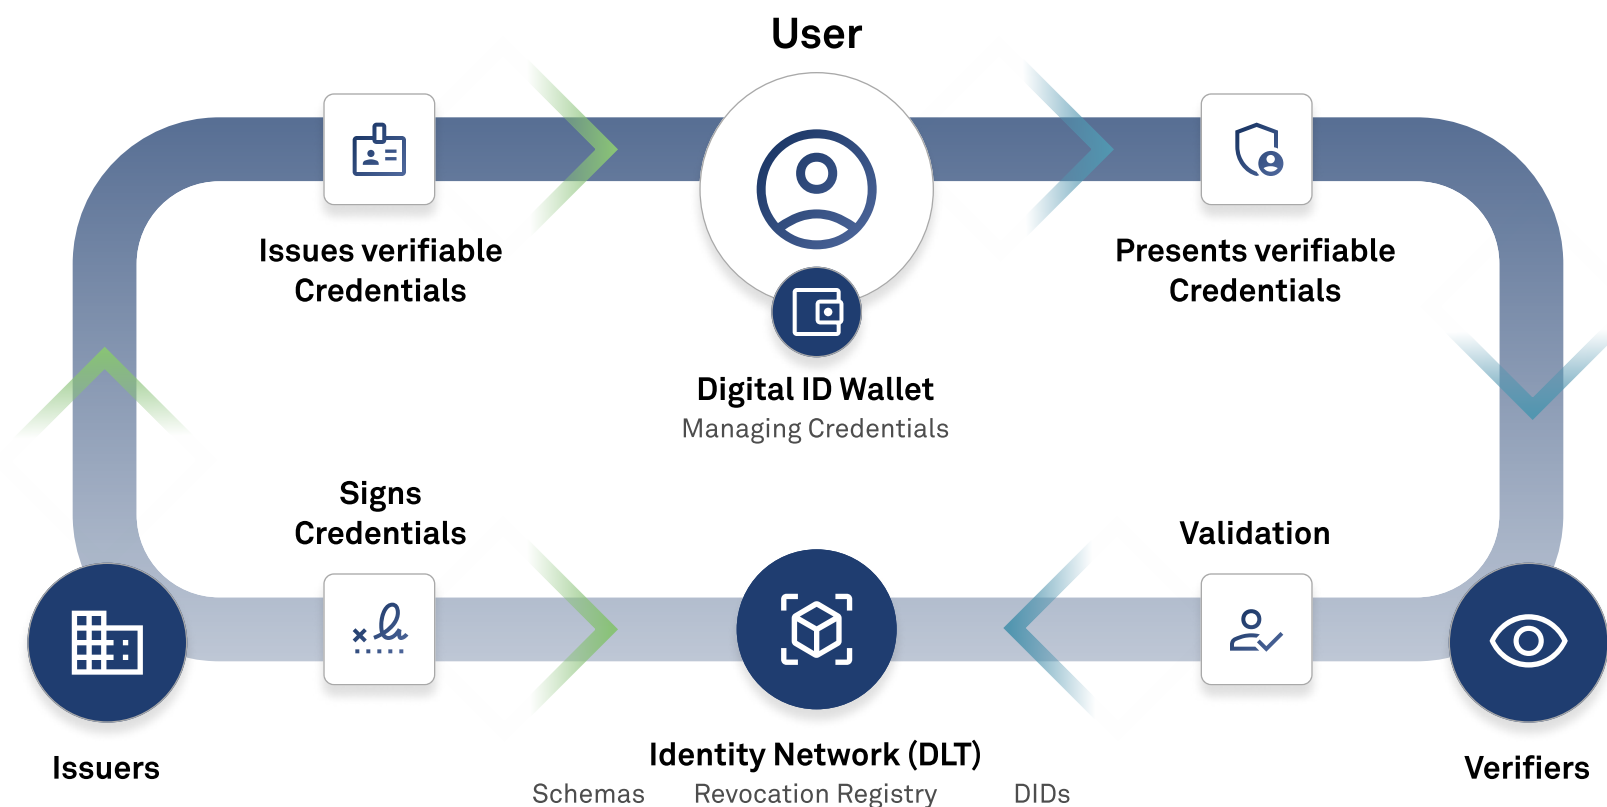 User
Issues verifiable
Credentials
Presents verifiable
Credentials
Digital ID Wallet
Managing Credentials
Signs
Credentials
Validation
Issuers
Identity Network (DLT)
Verifiers
Schemas Revocation Registry DIDs